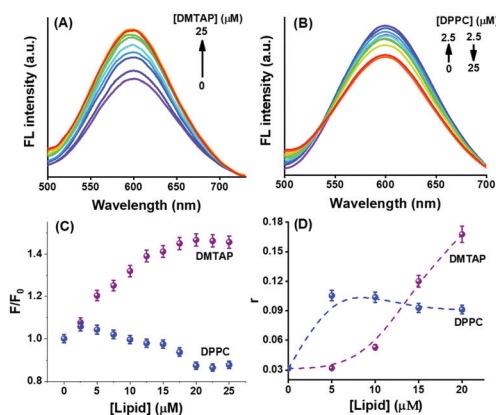 (A)
[DMTAP] (μM)
25
0
FL intensity (a.u.)
500 550 600 650 700
Wavelength (nm)
(B)
[DPPC] (μM)
2.5 2.5
0 25
FL intensity (a.u.)
500 550 600 650 700
Wavelength (nm)
(C)
F/F0
1.4
1.2
1.0
0.8
DMTAP
DPPC
0 5 10 15 20 25
[Lipid] (μM)
(D)
r
0.18
0.15
0.12
0.09
0.06
0.03
DMTAP
DPPC
0 5 10 15 20
[Lipid] (μM)